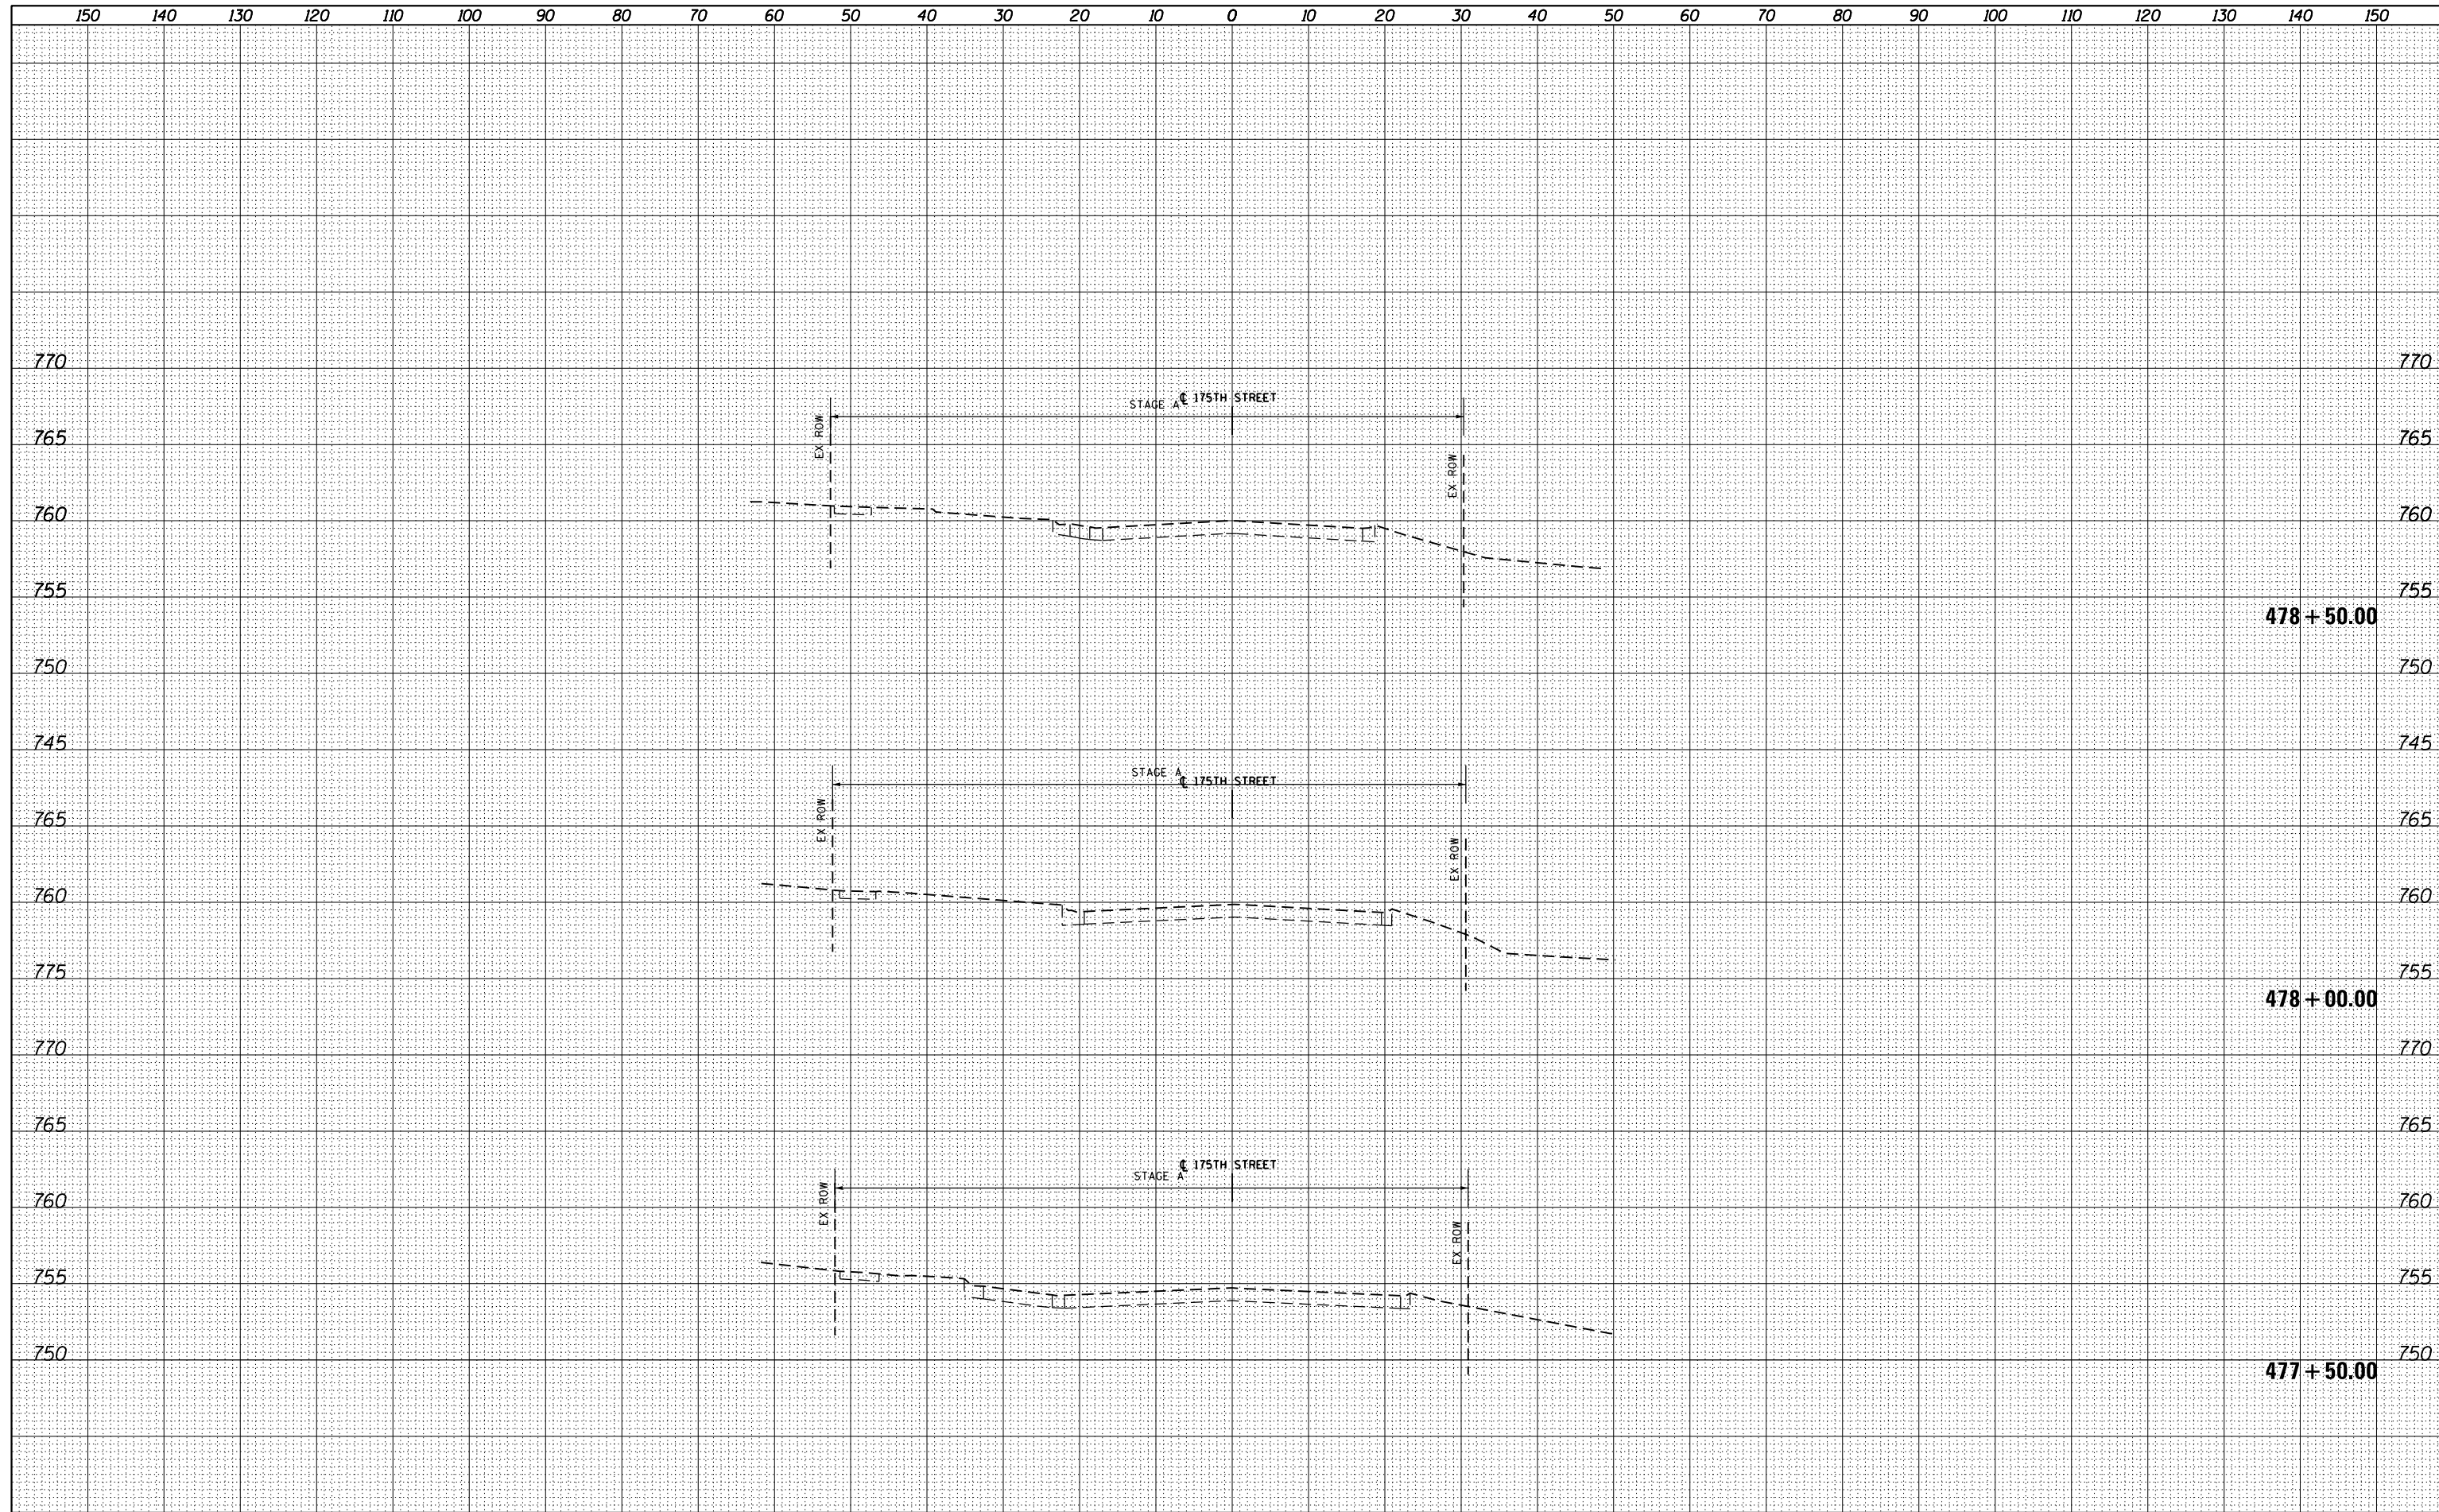 150 140 130 120 110 100 90 80 70 60 50 40 30 20 10 0 10 20 30 40 50 60 70 80 90 100 110 120 130 140 150
770 770
℄ 175TH STREET
STAGE A
EX ROW
765 765
EX ROW
760 760
755 755
478+50.00
750 750
745 745
STAGE A
℄ 175TH STREET
EX ROW
765 765
EX ROW
760 760
775 755
478+00.00
770 770
765 765
℄ 175TH STREET
STAGE A
EX ROW
760 760
EX ROW
755 755
750 750
477+50.00